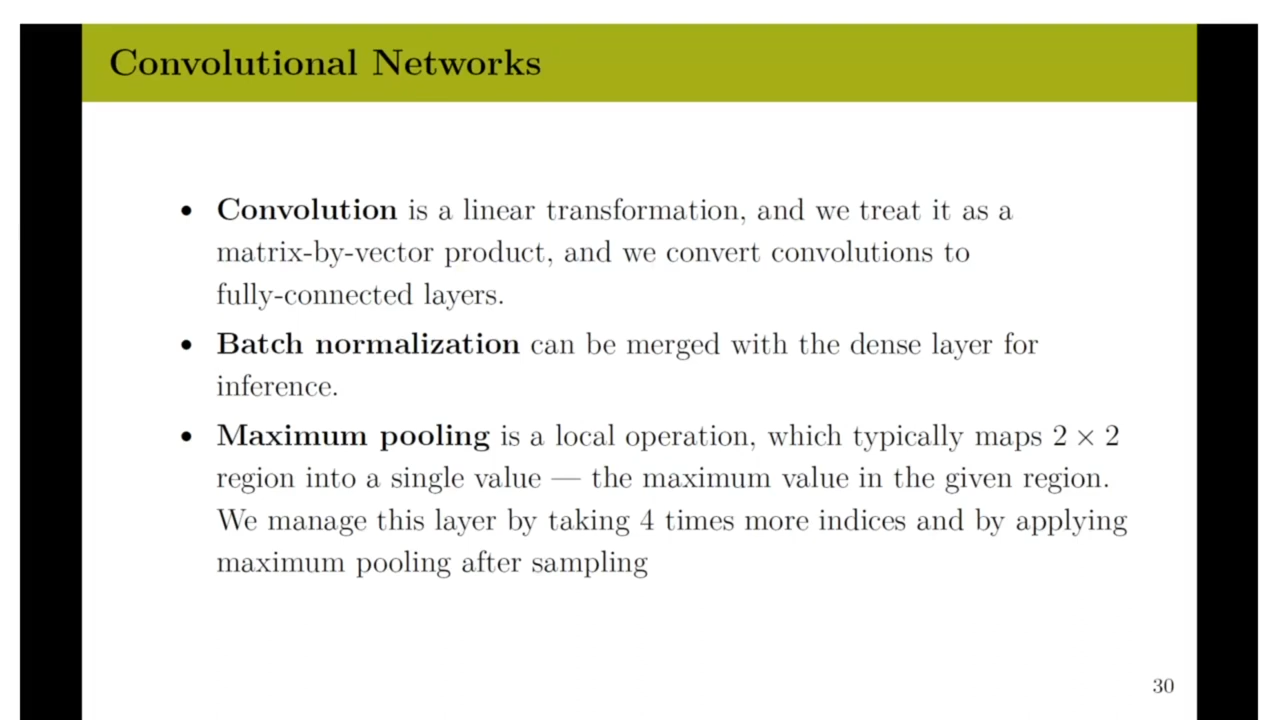 Convolutional Networks
• Convolution is a linear transformation, and we treat it as a
matrix-by-vector product, and we convert convolutions to
fully-connected layers.
• Batch normalization can be merged with the dense layer for
inference.
• Maximum pooling is a local operation, which typically maps 2 × 2
region into a single value — the maximum value in the given region.
We manage this layer by taking 4 times more indices and by applying
maximum pooling after sampling
30